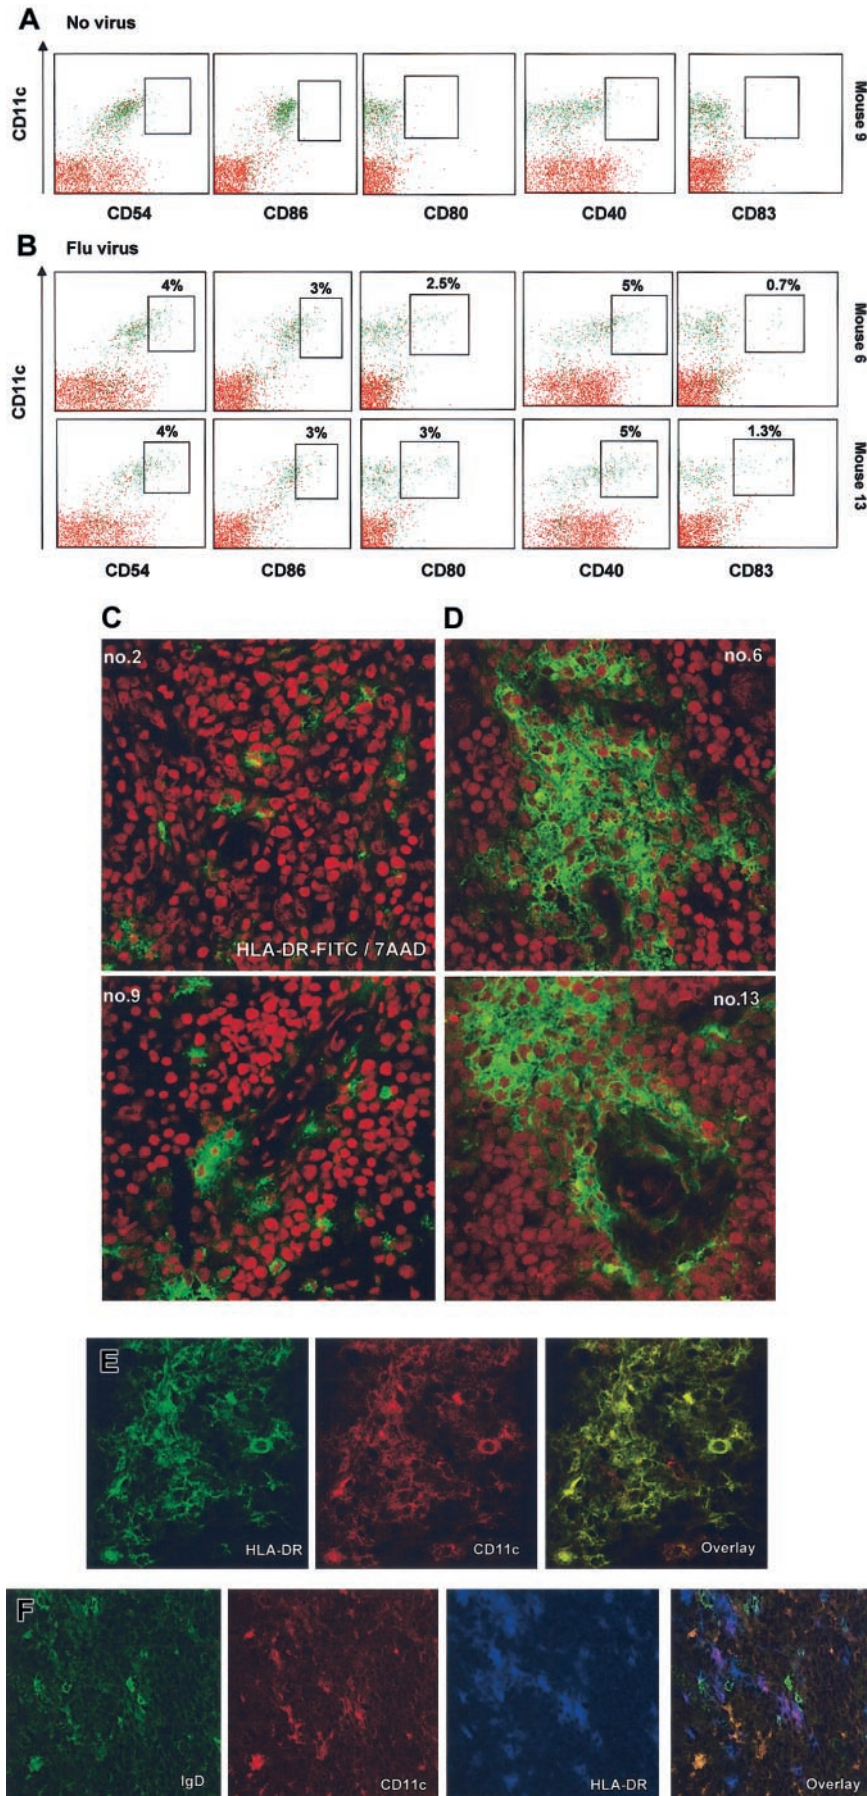 A No virus
CD11c
CD54 CD86 CD80 CD40 CD83
Mouse 9
B Flu virus
CD11c
4% 3% 2.5% 5% 0.7%
Mouse 6
4% 3% 3% 5% 1.3%
Mouse 13
CD54 CD86 CD80 CD40 CD83
C D
no.2 no.6
HLA-DR-FITC / 7AAD
no.9 no.13
E
HLA-DR CD11c Overlay
F
IgD CD11c HLA-DR Overlay